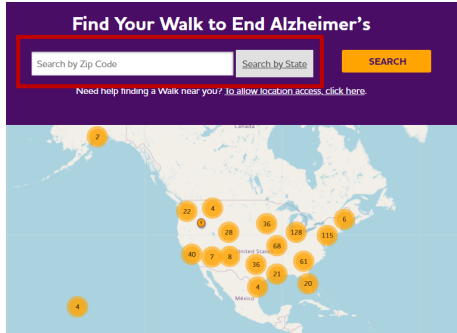 Find Your Walk to End Alzheimer's
Search by Zip Code
Search by State
SEARCH
Need help finding a Walk near you? To allow location access, click here.
2
Canada
22
4
36
6
28
128
115
68
40
7
8
United States
36
61
21
20
4
México
4